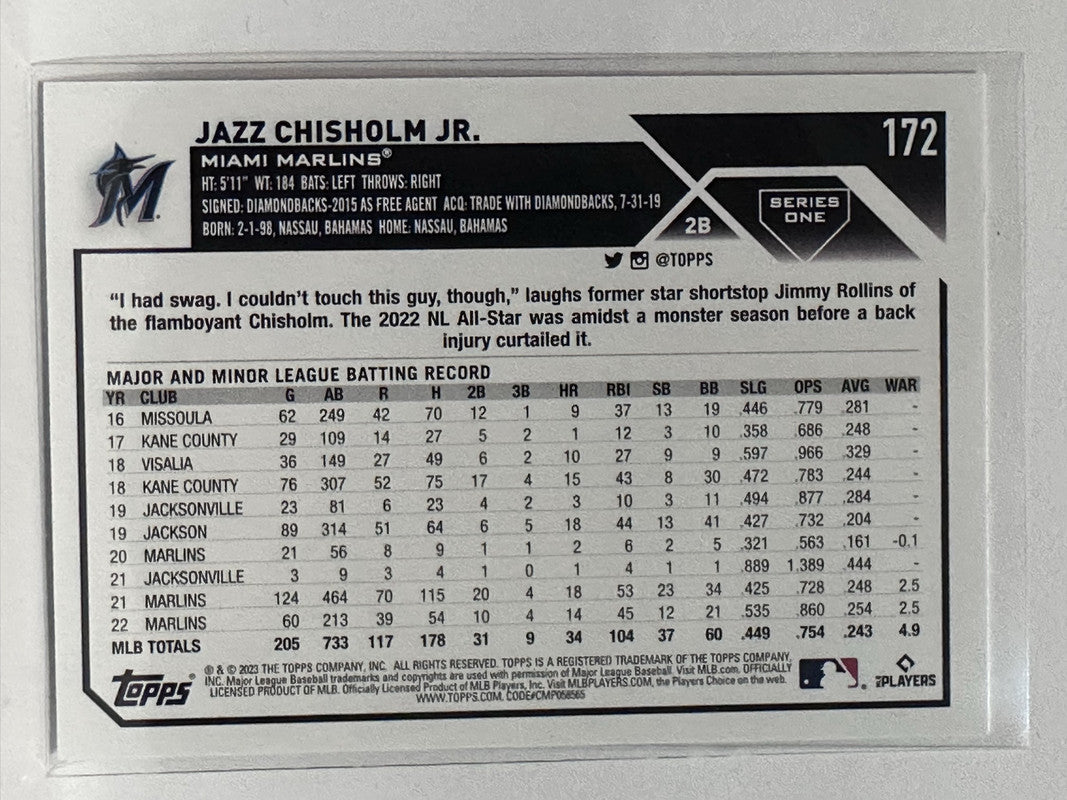 JAZZ CHISHOLM JR.
172
MIAMI MARLINS®
HT: 5'11" WT: 184 BATS: LEFT THROWS: RIGHT
SIGNED: DIAMONDBACKS-2015 AS FREE AGENT ACQ: TRADE WITH DIAMONDBACKS, 7-31-19
BORN: 2-1-98, NASSAU, BAHAMAS HOME: NASSAU, BAHAMAS
2B
SERIES
ONE
@TOPPS
“I had swag. I couldn’t touch this guy, though,” laughs former star shortstop Jimmy Rollins of
the flamboyant Chisholm. The 2022 NL All-Star was amidst a monster season before a back
injury curtailed it.
MAJOR AND MINOR LEAGUE BATTING RECORD
YR CLUB G AB R H 2B 3B HR RBI SB BB SLG OPS AVG WAR
16 MISSOULA 62 249 42 70 12 1 9 37 13 19 .446 .779 .281 -
17 KANE COUNTY 29 109 14 27 5 2 1 12 3 10 .358 .686 .248 -
18 VISALIA 36 149 27 49 6 2 10 27 9 9 .597 .966 .329 -
18 KANE COUNTY 76 307 52 75 17 4 15 43 8 30 .472 .783 .244 -
19 JACKSONVILLE 23 81 6 23 4 2 3 10 3 11 .494 .877 .284 -
19 JACKSON 89 314 51 64 6 5 18 44 13 41 .427 .732 .204 -
20 MARLINS 21 56 8 9 1 1 2 6 2 5 .321 .563 .161 -0.1
21 JACKSONVILLE 3 9 3 4 1 0 1 4 1 1 .889 1.389 .444 -
21 MARLINS 124 464 70 115 20 4 18 53 23 34 .425 .728 .248 2.5
22 MARLINS 60 213 39 54 10 4 14 45 12 21 .535 .860 .254 2.5
MLB TOTALS 205 733 117 178 31 9 34 104 37 60 .449 .754 .243 4.9
topps®
® & © 2023 THE TOPPS COMPANY, INC. ALL RIGHTS RESERVED. TOPPS IS A REGISTERED TRADEMARK OF THE TOPPS COMPANY,
INC. Major League Baseball trademarks and copyrights are used with permission of Major League Baseball. Visit MLB.com. OFFICIALLY
LICENSED PRODUCT OF MLB. Officially Licensed Product of MLB Players, Inc. Visit MLBPLAYERS.COM, the Players Choice on the web.
WWW.TOPPS.COM. CODE#CMP058565
PLAYERS